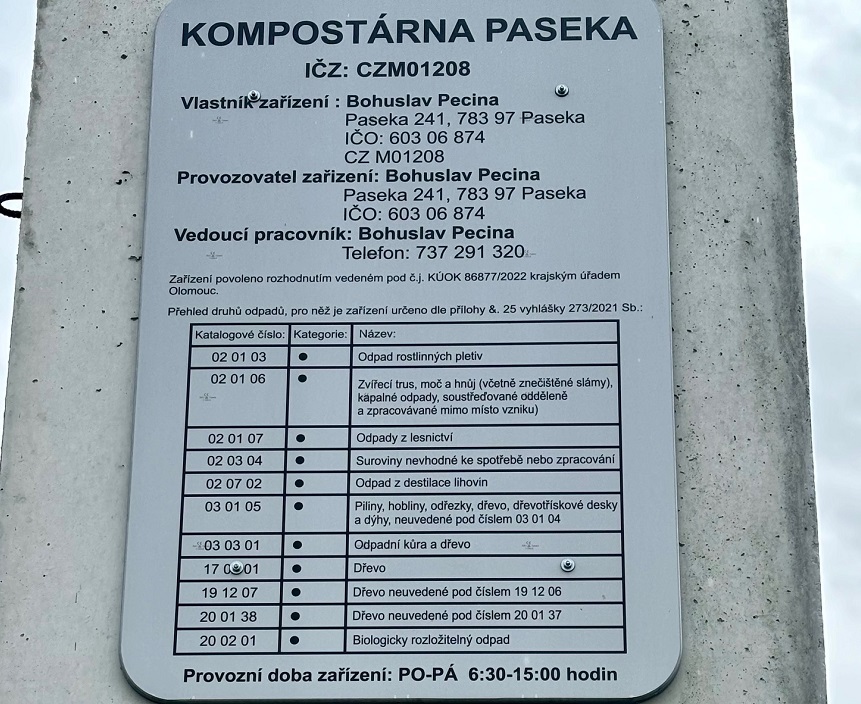 KOMPOSTÁRNA PASEKA
IČZ: CZM01208
Vlastník zařízení : Bohuslav Pecina
Paseka 241, 783 97 Paseka
IČO: 603 06 874
CZ M01208
Provozovatel zařizení: Bohuslav Pecina
Paseka 241, 783 97 Paseka
IČO: 603 06 874
Vedoucí pracovník: Bohuslav Pecina
Telefon: 737 291 320
Zařízení povoleno rozhodnutím vedeném pod č.j. KÚOK 86877/2022 krajským úřadem
Olomouc.
Přehled druhů odpadů, pro něž je zařízení určeno dle přílohy &. 25 vyhlášky 273/2021 Sb.:
Katalogové číslo: Kategorie: Název:
02 01 03 ● Odpad rostlinných pletiv
02 01 06 ● Zvířecí trus, moč a hnůj (včetně znečištěné slámy),
kapalné odpady, soustřeďované odděleně
a zpracovávané mimo místo vzniku)
02 01 07 ● Odpady z lesnictví
02 03 04 ● Suroviny nevhodné ke spotřebě nebo zpracování
02 07 02 ● Odpad z destilace lihovin
03 01 05 ● Piliny, hobliny, odřezky, dřevo, dřevotřískové desky
a dýhy, neuvedené pod číslem 03 01 04
03 03 01 ● Odpadní kůra a dřevo
17 01 ● Dřevo
19 12 07 ● Dřevo neuvedené pod číslem 19 12 06
20 01 38 ● Dřevo neuvedené pod číslem 20 01 37
20 02 01 ● Biologicky rozložitelný odpad
Provozní doba zařízení: PO-PÁ 6:30-15:00 hodin